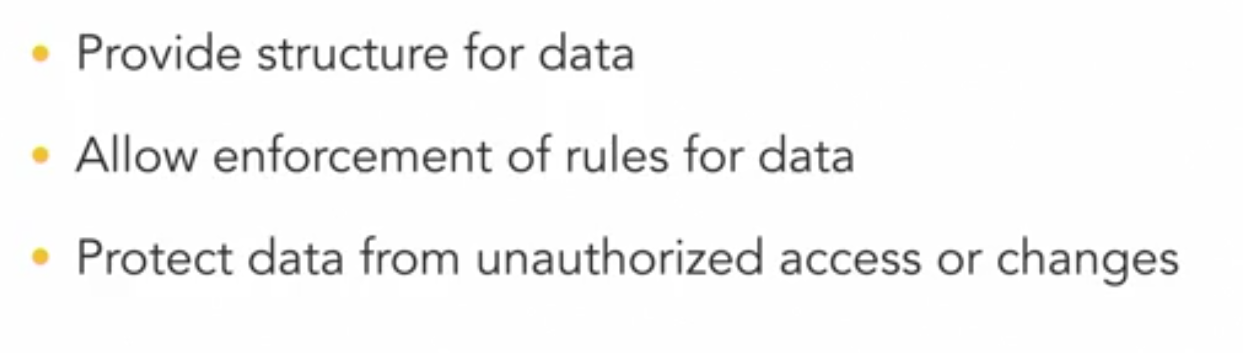 • Provide structure for data
• Allow enforcement of rules for data
• Protect data from unauthorized access or changes